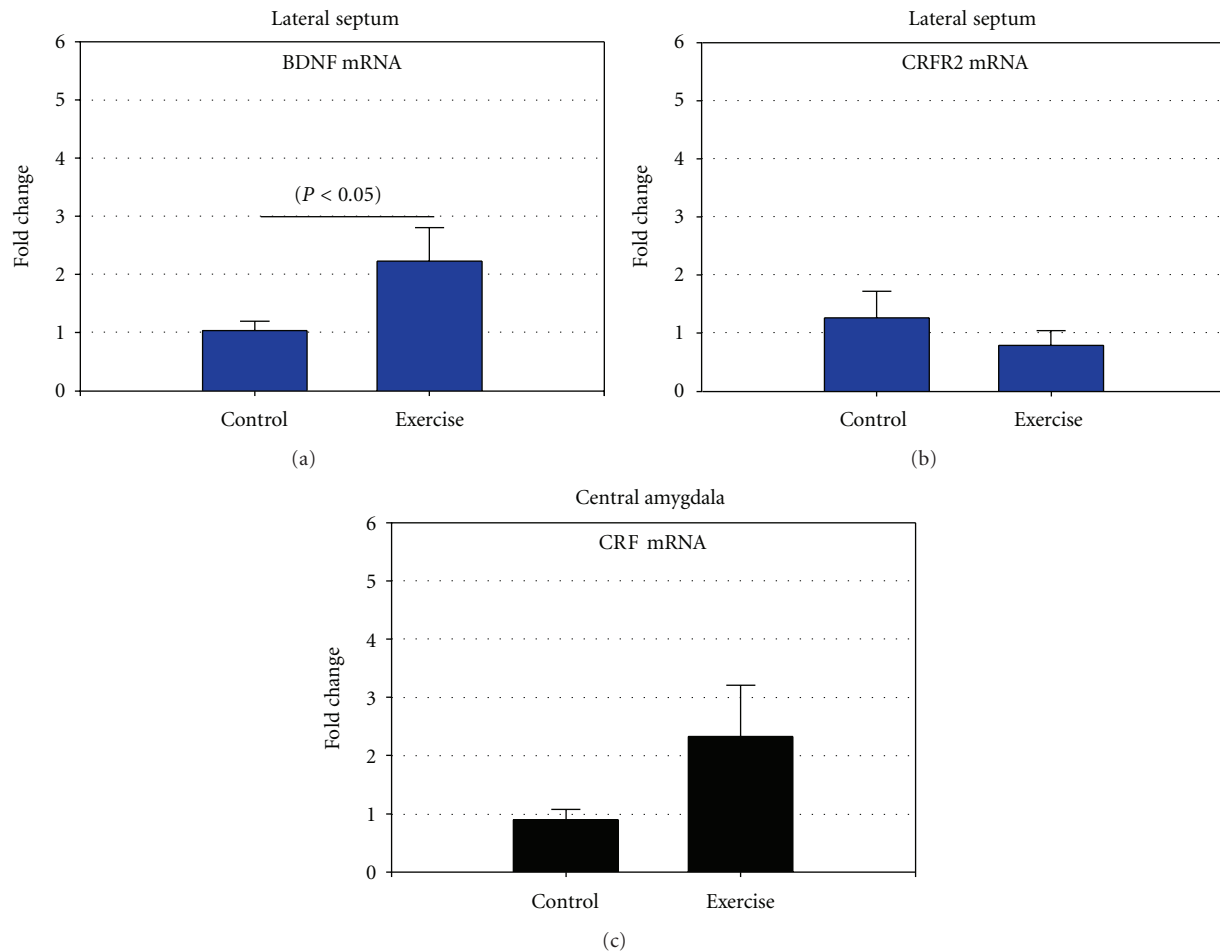 Lateral septum
BDNF mRNA
6
5
4
3
2
1
0
Fold change
(P < 0.05)
Control Exercise
(a)
Lateral septum
CRFR2 mRNA
6
5
4
3
2
1
0
Fold change
Control Exercise
(b)
Central amygdala
CRF mRNA
6
5
4
3
2
1
0
Fold change
Control Exercise
(c)